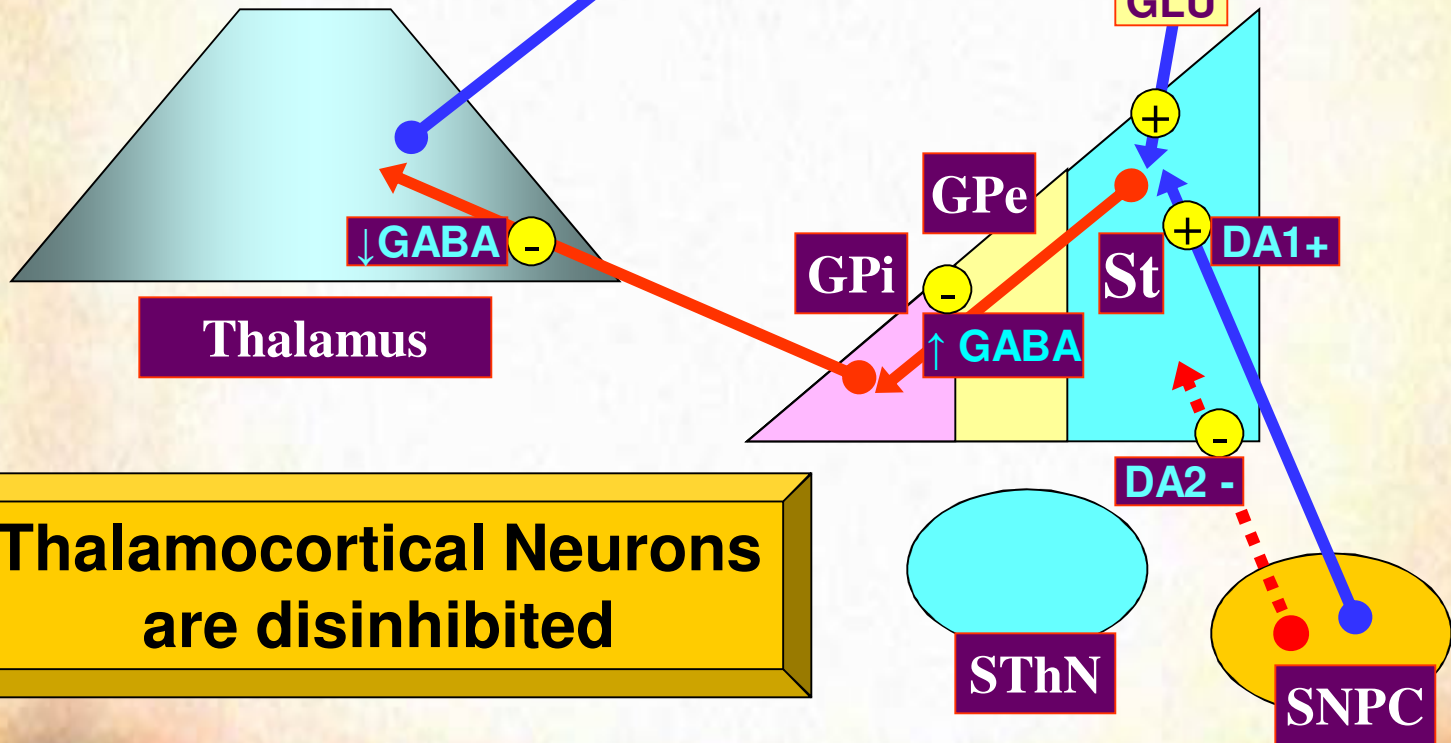 GLU
+
GPe
+
DA1+
↓GABA
-
GPi
-
St
Thalamus
↑ GABA
-
DA2 -
Thalamocortical Neurons
are disinhibited
SThN
SNPC